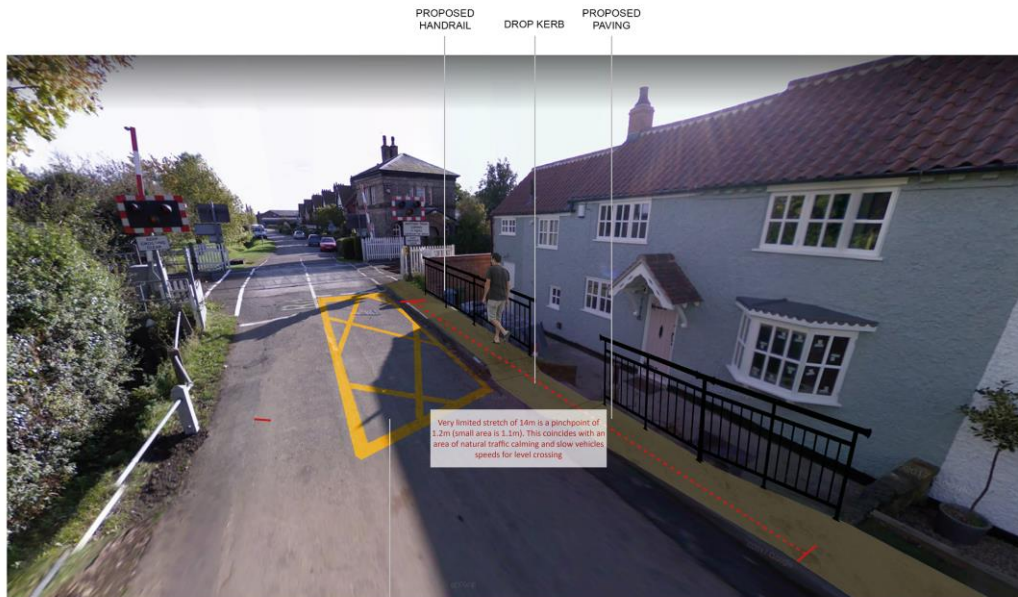 PROPOSED
HANDRAIL
DROP KERB
PROPOSED
PAVING
Very limited stretch of 14m is a pinchpoint of
1.2m (small area is 1.1m). This coincides with an
area of natural traffic calming and slow vehicles
speeds for level crossing